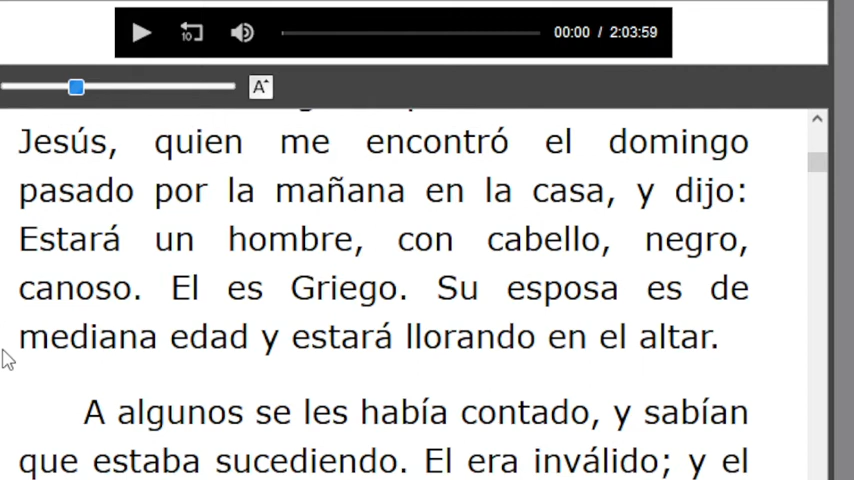 10
00:00 / 2:03:59
A
Jesús, quien me encontró el domingo
pasado por la mañana en la casa, y dijo:
Estará un hombre, con cabello, negro,
canoso. El es Griego. Su esposa es de
mediana edad y estará llorando en el altar.
A algunos se les había contado, y sabían
que estaba sucediendo. El era inválido; y el